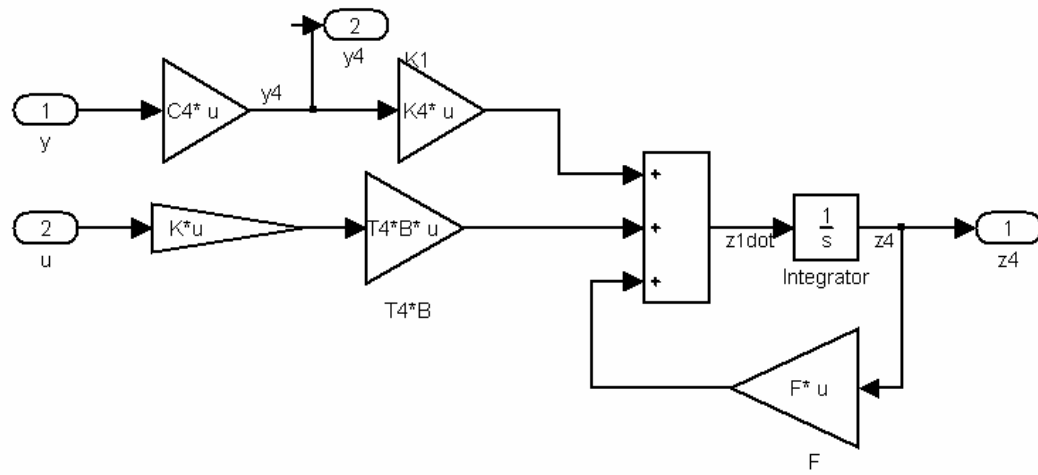 2
y4
K1
1
y
C4* u
y4
K4* u
+
2
u
K*u
T4*B* u
+
z1dot
1
s
z4
1
z4
Integrator
+
T4*B
F* u
F